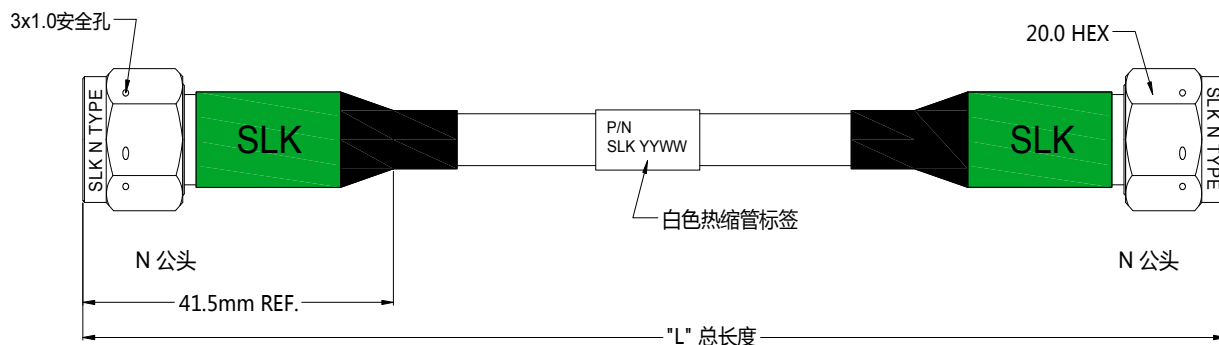 3x1.0安全孔
20.0 HEX
SLK N TYPE
SLK
P/N
SLK YYWW
SLK
SLK N TYPE
白色热缩管标签
N 公头
N 公头
41.5mm REF.
"L" 总长度